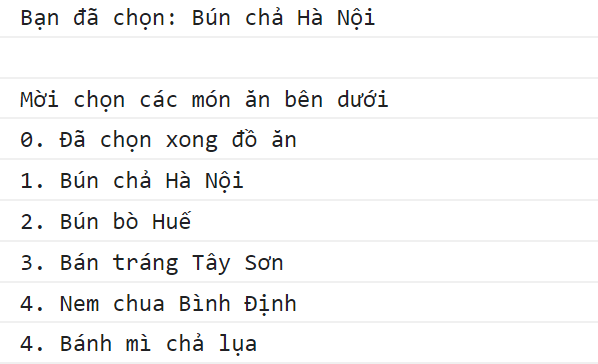 Bạn đã chọn: Bún chả Hà Nội
Mời chọn các món ăn bên dưới
0. Đã chọn xong đồ ăn
1. Bún chả Hà Nội
2. Bún bò Huế
3. Bán tráng Tây Sơn
4. Nem chua Bình Định
4. Bánh mì chả lụa